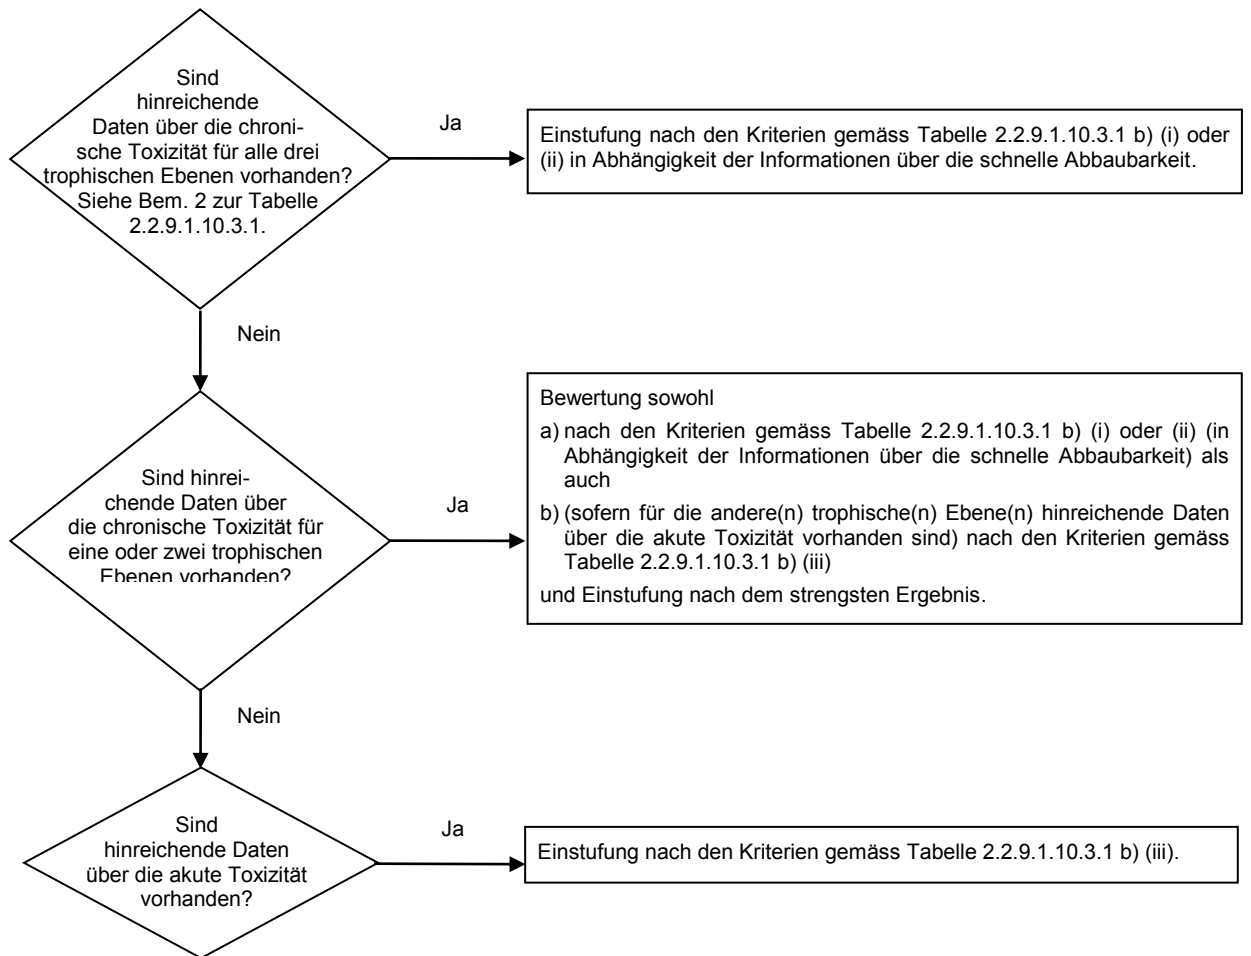 Sind
hinreichende
Daten über die chroni-
sche Toxizität für alle drei
trophischen Ebenen vorhanden?
Siehe Bem. 2 zur Tabelle
2.2.9.1.10.3.1.
Ja
Einstufung nach den Kriterien gemäss Tabelle 2.2.9.1.10.3.1 b) (i) oder
(ii) in Abhängigkeit der Informationen über die schnelle Abbaubarkeit.
Nein
Sind hinrei-
chende Daten über
die chronische Toxizität für
eine oder zwei trophischen
Ebenen vorhanden?
Ja
Bewertung sowohl
a) nach den Kriterien gemäss Tabelle 2.2.9.1.10.3.1 b) (i) oder (ii) (in
Abhängigkeit der Informationen über die schnelle Abbaubarkeit) als
auch
b) (sofern für die andere(n) trophische(n) Ebene(n) hinreichende Daten
über die akute Toxizität vorhanden sind) nach den Kriterien gemäss
Tabelle 2.2.9.1.10.3.1 b) (iii)
und Einstufung nach dem strengsten Ergebnis.
Nein
Sind
hinreichende Daten
über die akute Toxizität
vorhanden?
Ja
Einstufung nach den Kriterien gemäss Tabelle 2.2.9.1.10.3.1 b) (iii).